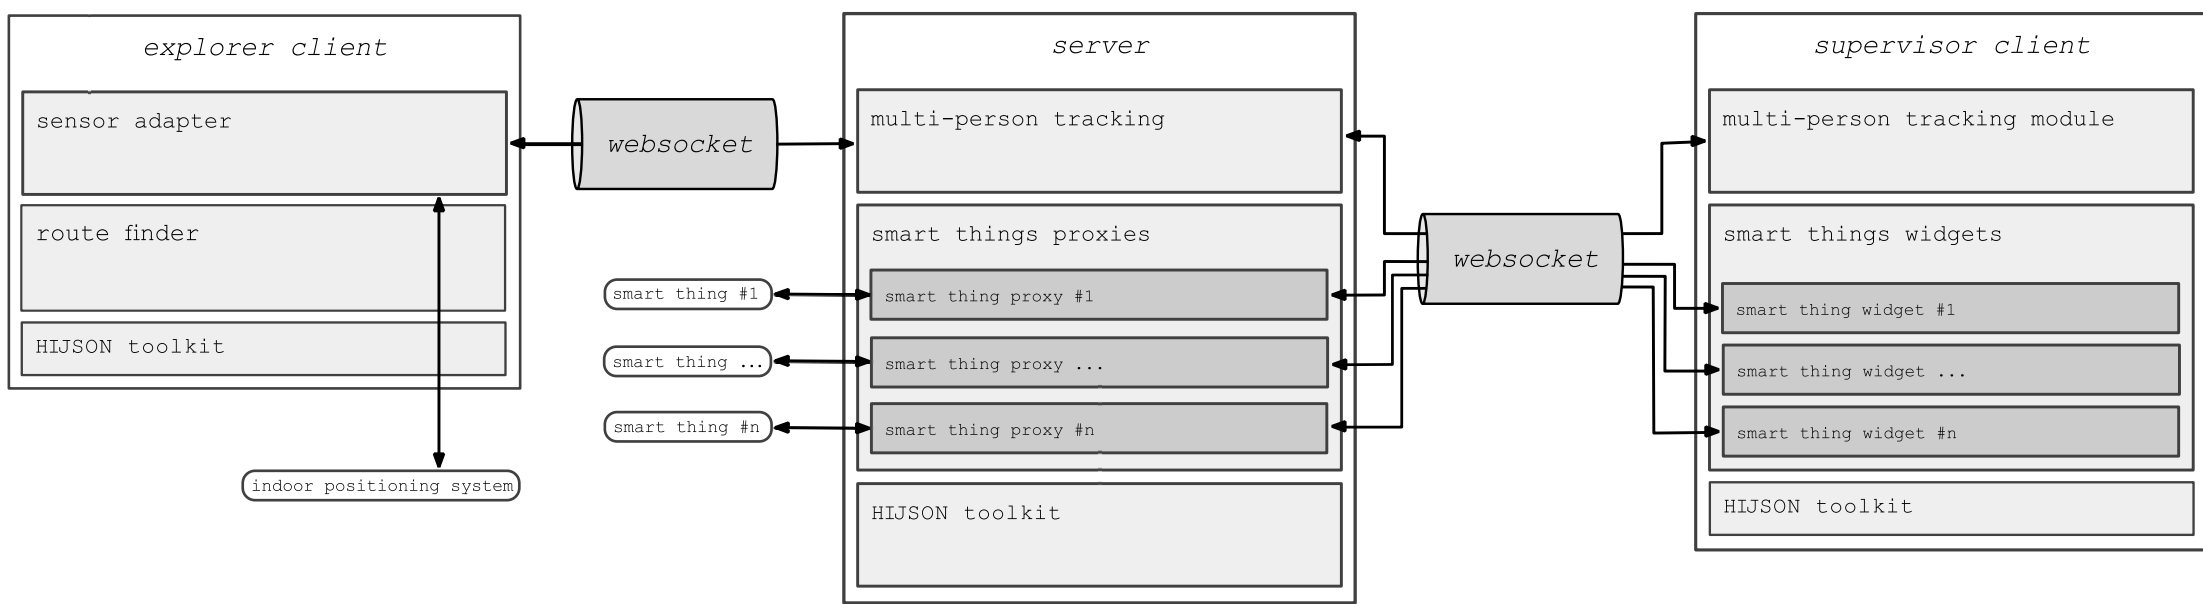 explorer client
sensor adapter
route finder
HIJSON toolkit
indoor positioning system
websocket
smart thing #1
smart thing ...
smart thing #n
server
multi-person tracking
smart things proxies
smart thing proxy #1
smart thing proxy ...
smart thing proxy #n
HIJSON toolkit
websocket
supervisor client
multi-person tracking module
smart things widgets
smart thing widget #1
smart thing widget ...
smart thing widget #n
HIJSON toolkit